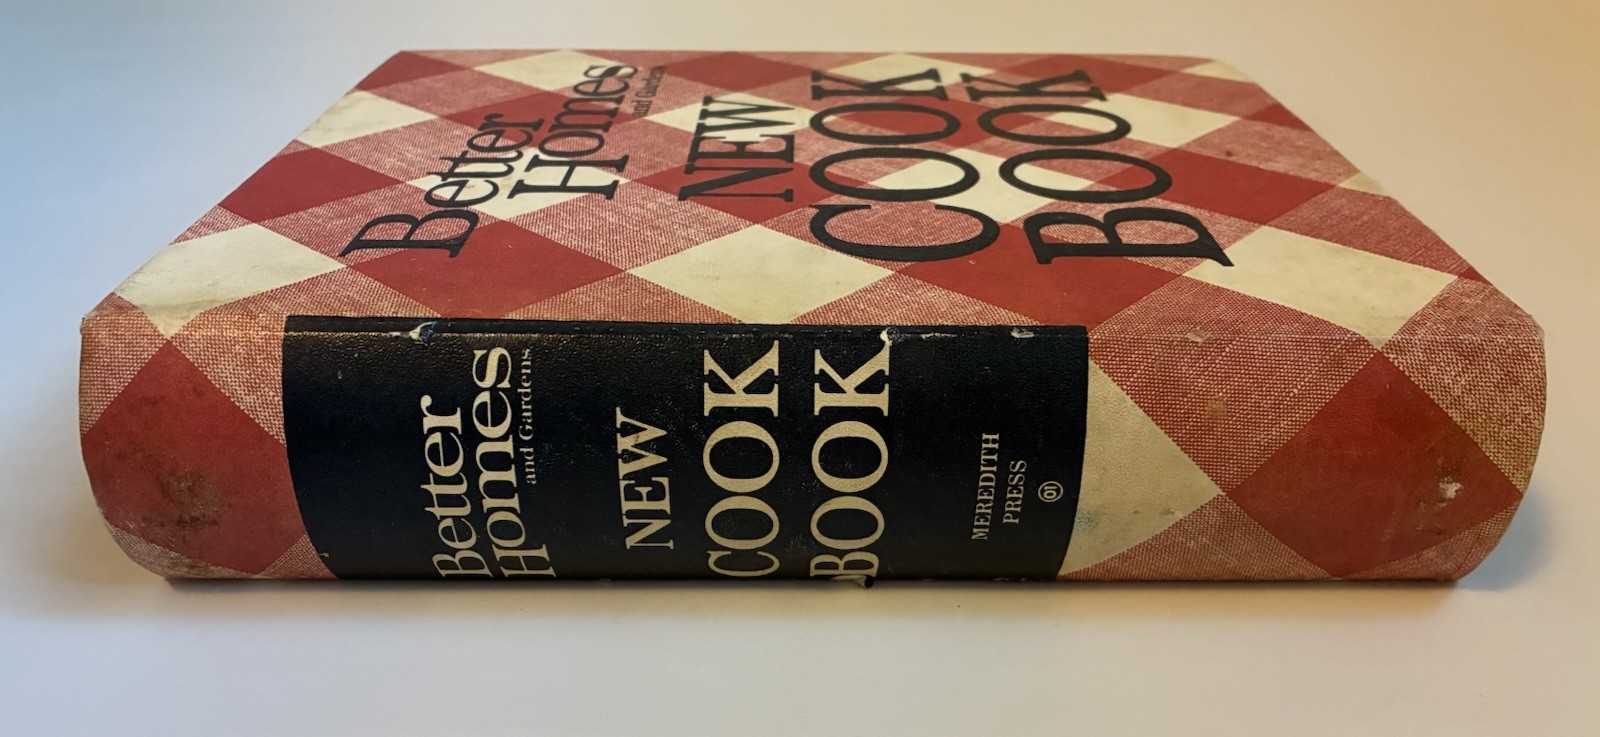 Better
Homes
and Gardens
NEW
COOK
BOOK
Better
Homes
and Gardens
NEW
COOK
BOOK
MEREDITH
PRESS